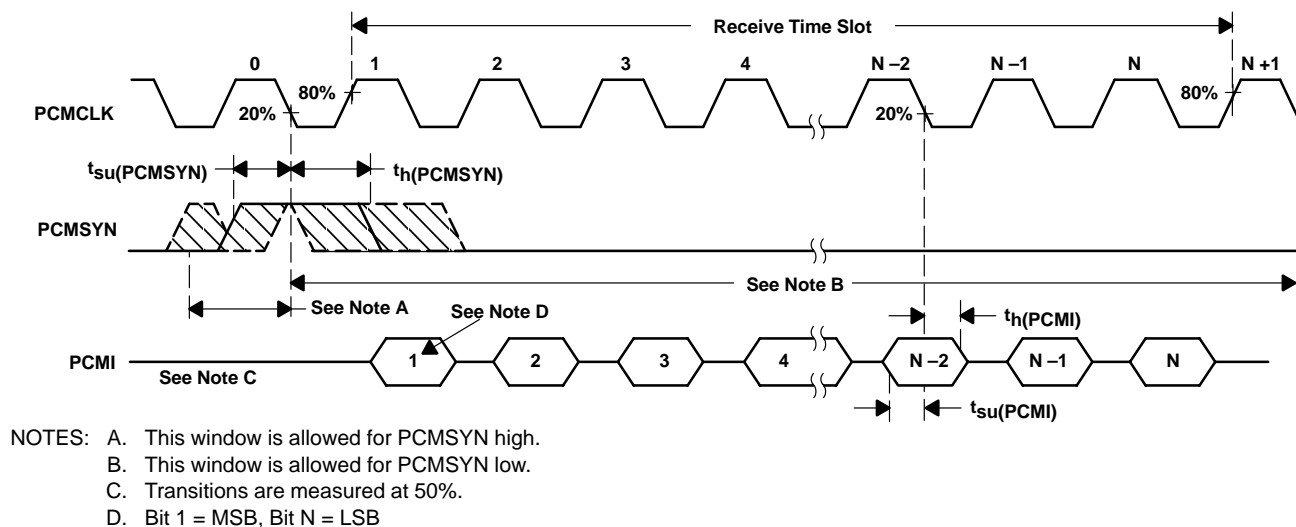 Receive Time Slot
0 1 2 3 4 N –2 N –1 N N +1
80% 80%
PCMCLK 20% 20%
tsu(PCMSYN) th(PCMSYN)
PCMSYN
See Note A See Note B
See Note D th(PCMI)
PCMI 1 2 3 4 N –2 N –1 N
See Note C
tsu(PCMI)
NOTES: A. This window is allowed for PCMSYN high.
B. This window is allowed for PCMSYN low.
C. Transitions are measured at 50%.
D. Bit 1 = MSB, Bit N = LSB